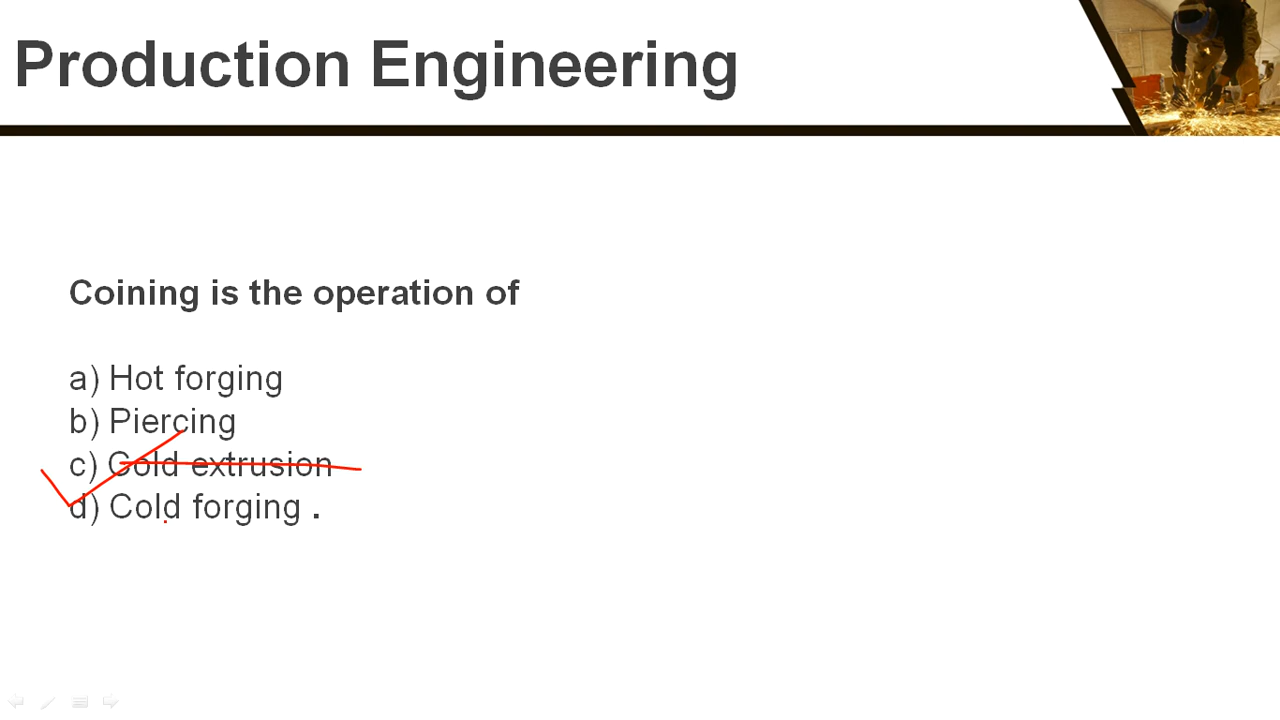 Production Engineering
Coining is the operation of
a) Hot forging
b) Piercing
c) Cold extrusion
d) Cold forging .